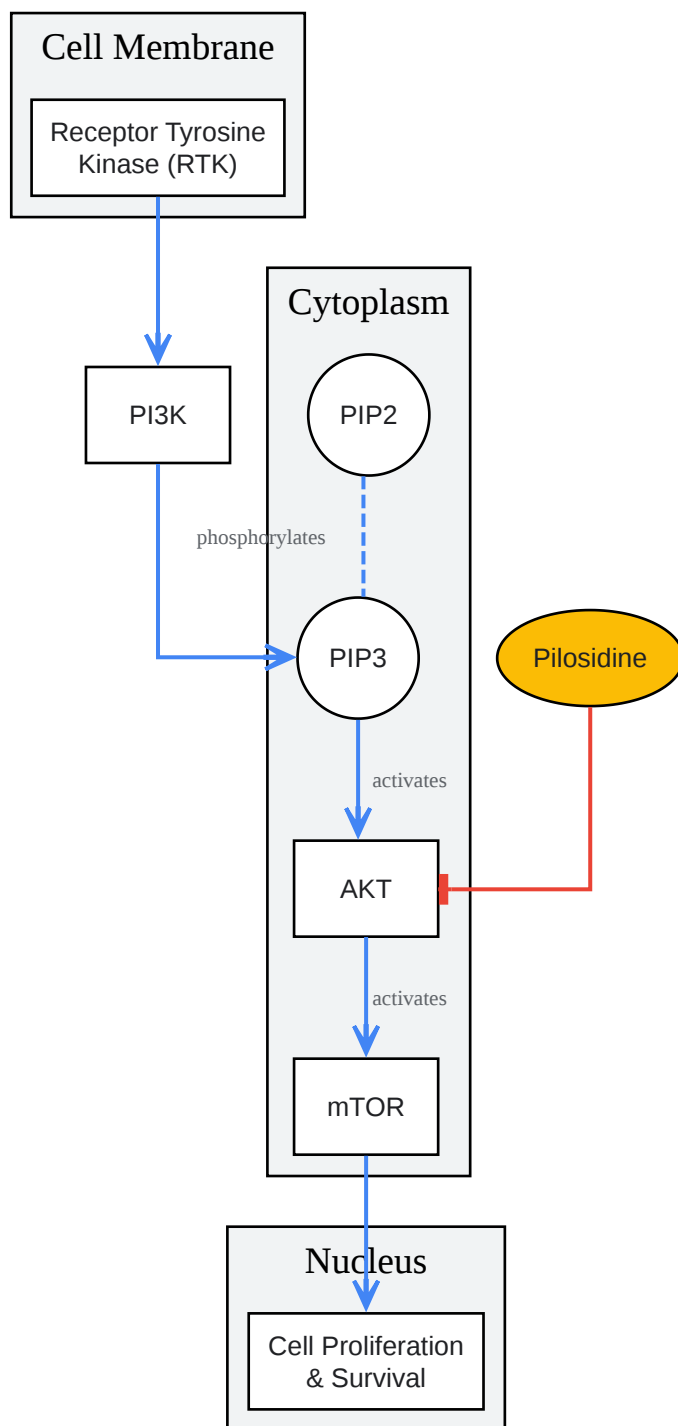 Cell Membrane
Receptor Tyrosine
Kinase (RTK)
Cytoplasm
PI3K
PIP2
phosphorylates
PIP3
Pilosidine
activates
AKT
activates
mTOR
Nucleus
Cell Proliferation
& Survival